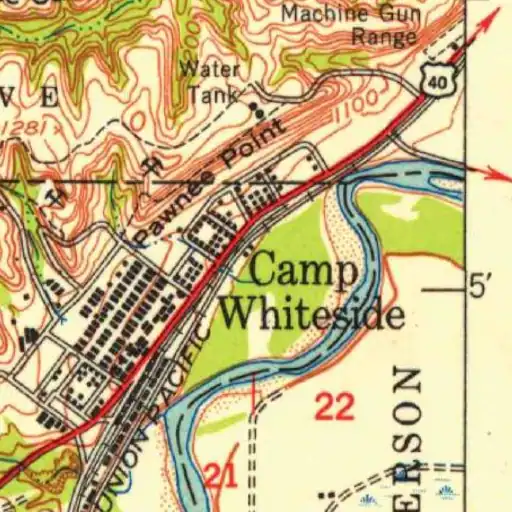 Machine Gun
Range
Water
Tank
40
V E
1281
1100
Pawnee Point
Camp
Whiteside
5'
UNION PACIFIC
22
21
ERSON